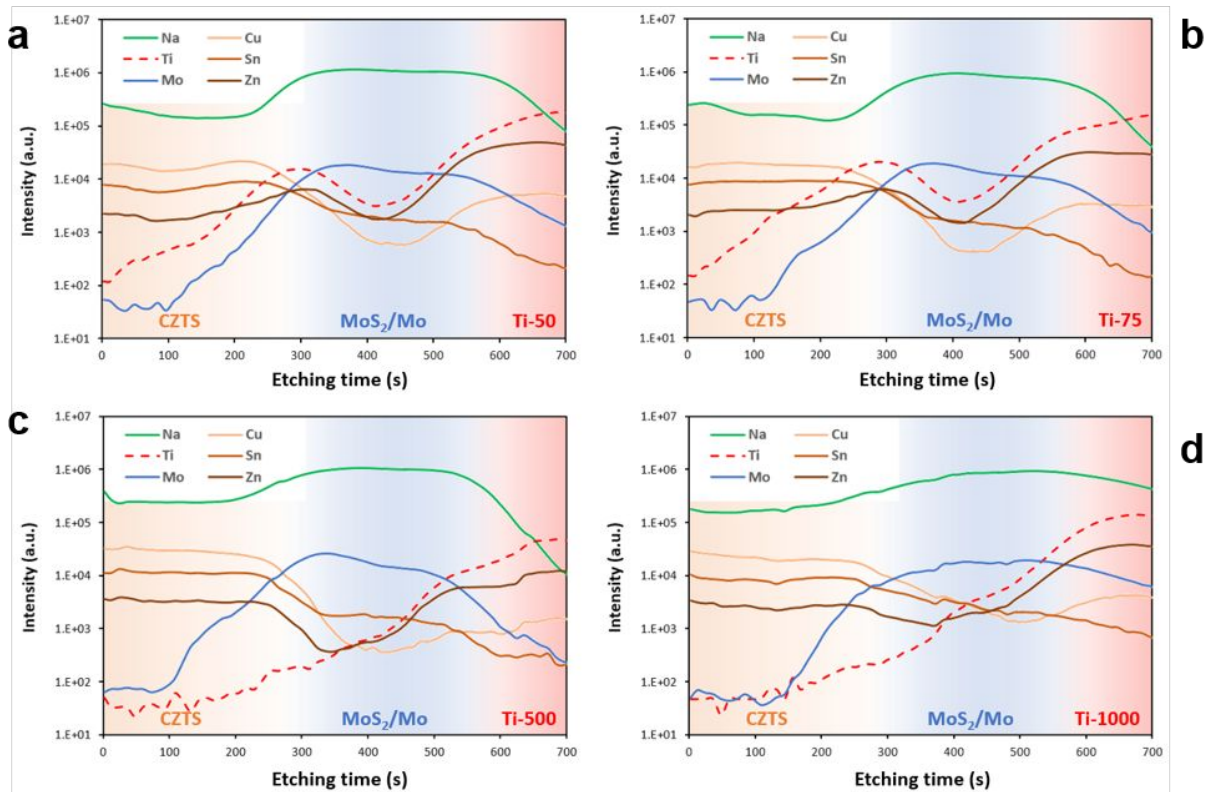 a
1.E+07
1.E+06
1.E+05
1.E+04
1.E+03
1.E+02
1.E+01
Intensity (a.u.)
Na Cu
Ti Sn
Mo Zn
CZTS MoS₂/Mo Ti-50
0 100 200 300 400 500 600 700
Etching time (s)
b
1.E+07
1.E+06
1.E+05
1.E+04
1.E+03
1.E+02
1.E+01
Intensity (a.u.)
Na Cu
Ti Sn
Mo Zn
CZTS MoS₂/Mo Ti-75
0 100 200 300 400 500 600 700
Etching time (s)
c
1.E+07
1.E+06
1.E+05
1.E+04
1.E+03
1.E+02
1.E+01
Intensity (a.u.)
Na Cu
Ti Sn
Mo Zn
CZTS MoS₂/Mo Ti-500
0 100 200 300 400 500 600 700
Etching time (s)
d
1.E+07
1.E+06
1.E+05
1.E+04
1.E+03
1.E+02
1.E+01
Intensity (a.u.)
Na Cu
Ti Sn
Mo Zn
CZTS MoS₂/Mo Ti-1000
0 100 200 300 400 500 600 700
Etching time (s)